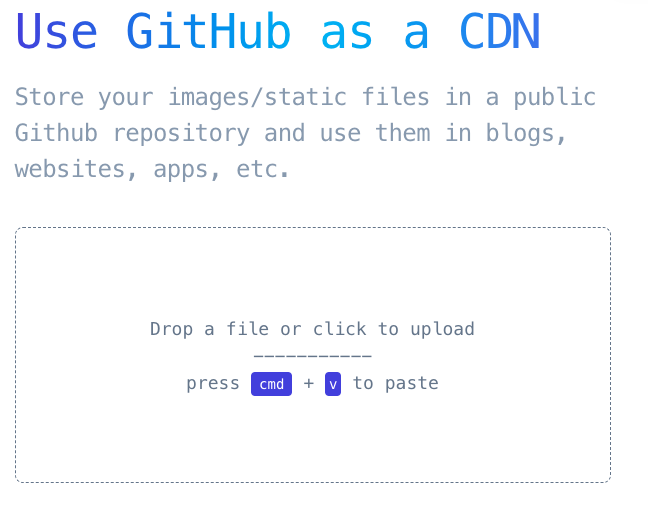 Use GitHub as a CDN
Store your images/static files in a public
Github repository and use them in blogs,
websites, apps, etc.
Drop a file or click to upload
———————————
press cmd + v to paste